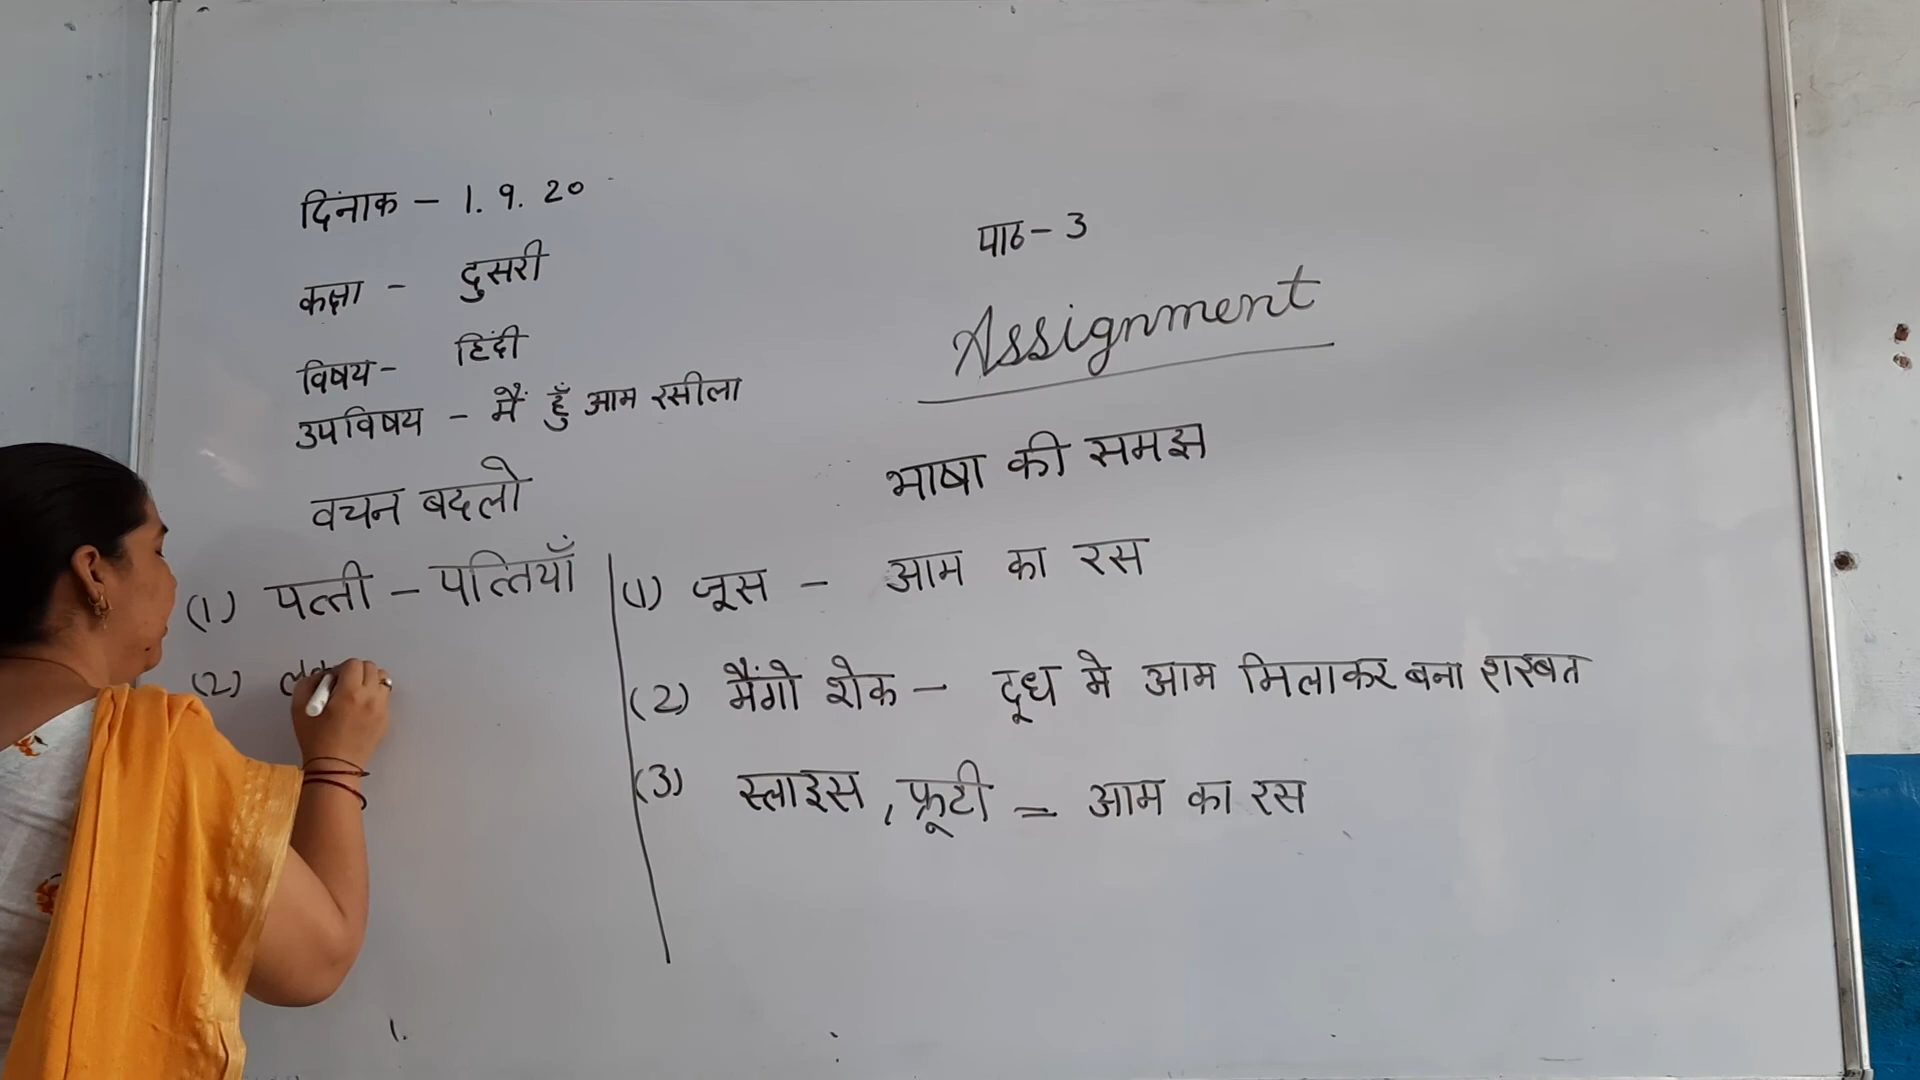 दिंनाक - 1. 9. 20
कक्षा - दुसरी
विषय- हिंदी
उपविषय - मैं हुँ आम रसीला
पाठ - 3
Assignment
वचन बदलो
(1) पत्ती - पत्तियाँ
(2)
भाषा की समझ
(1) जूस - आम का रस
(2) मैंगो शेक - दूध मे आम मिलाकर बना शरबत
(3) स्लाइस, फ्रूटी - आम का रस